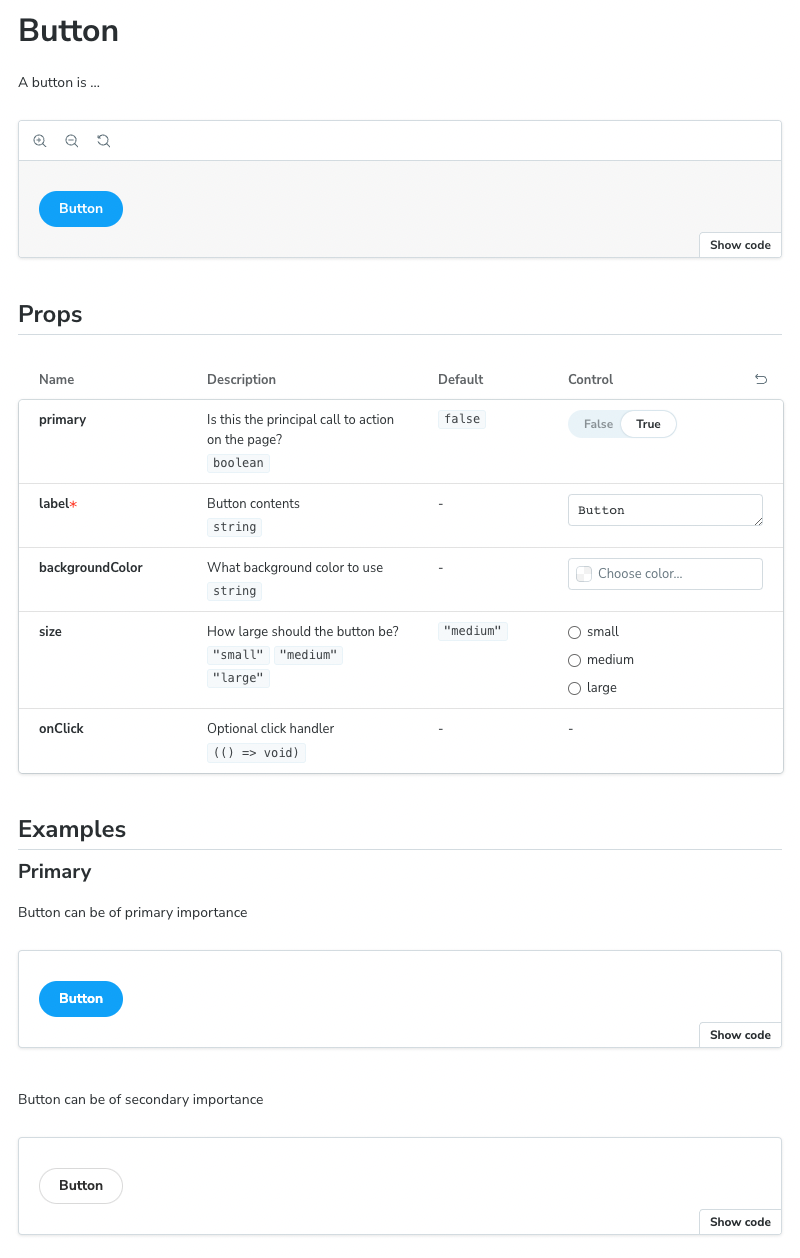 Button
A button is ...
Button
Show code
Props
Name Description Default Control
primary Is this the principal call to action false False True
on the page?
boolean
label* Button contents - Button
string
backgroundColor What background color to use - Choose color...
string
size How large should the button be? "medium" small
"small" "medium" medium
"large" large
onClick Optional click handler - -
(() => void)
Examples
Primary
Button can be of primary importance
Button
Show code
Button can be of secondary importance
Button
Show code